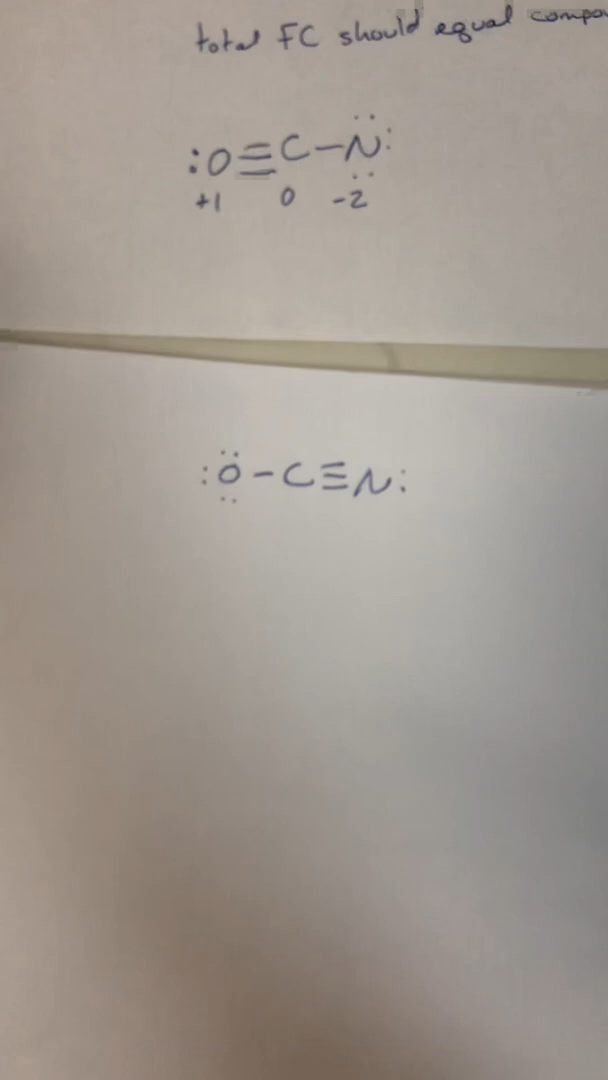 total FC should equal
:O≡C–N̈:
+1 0 -2
:Ö–C≡N: